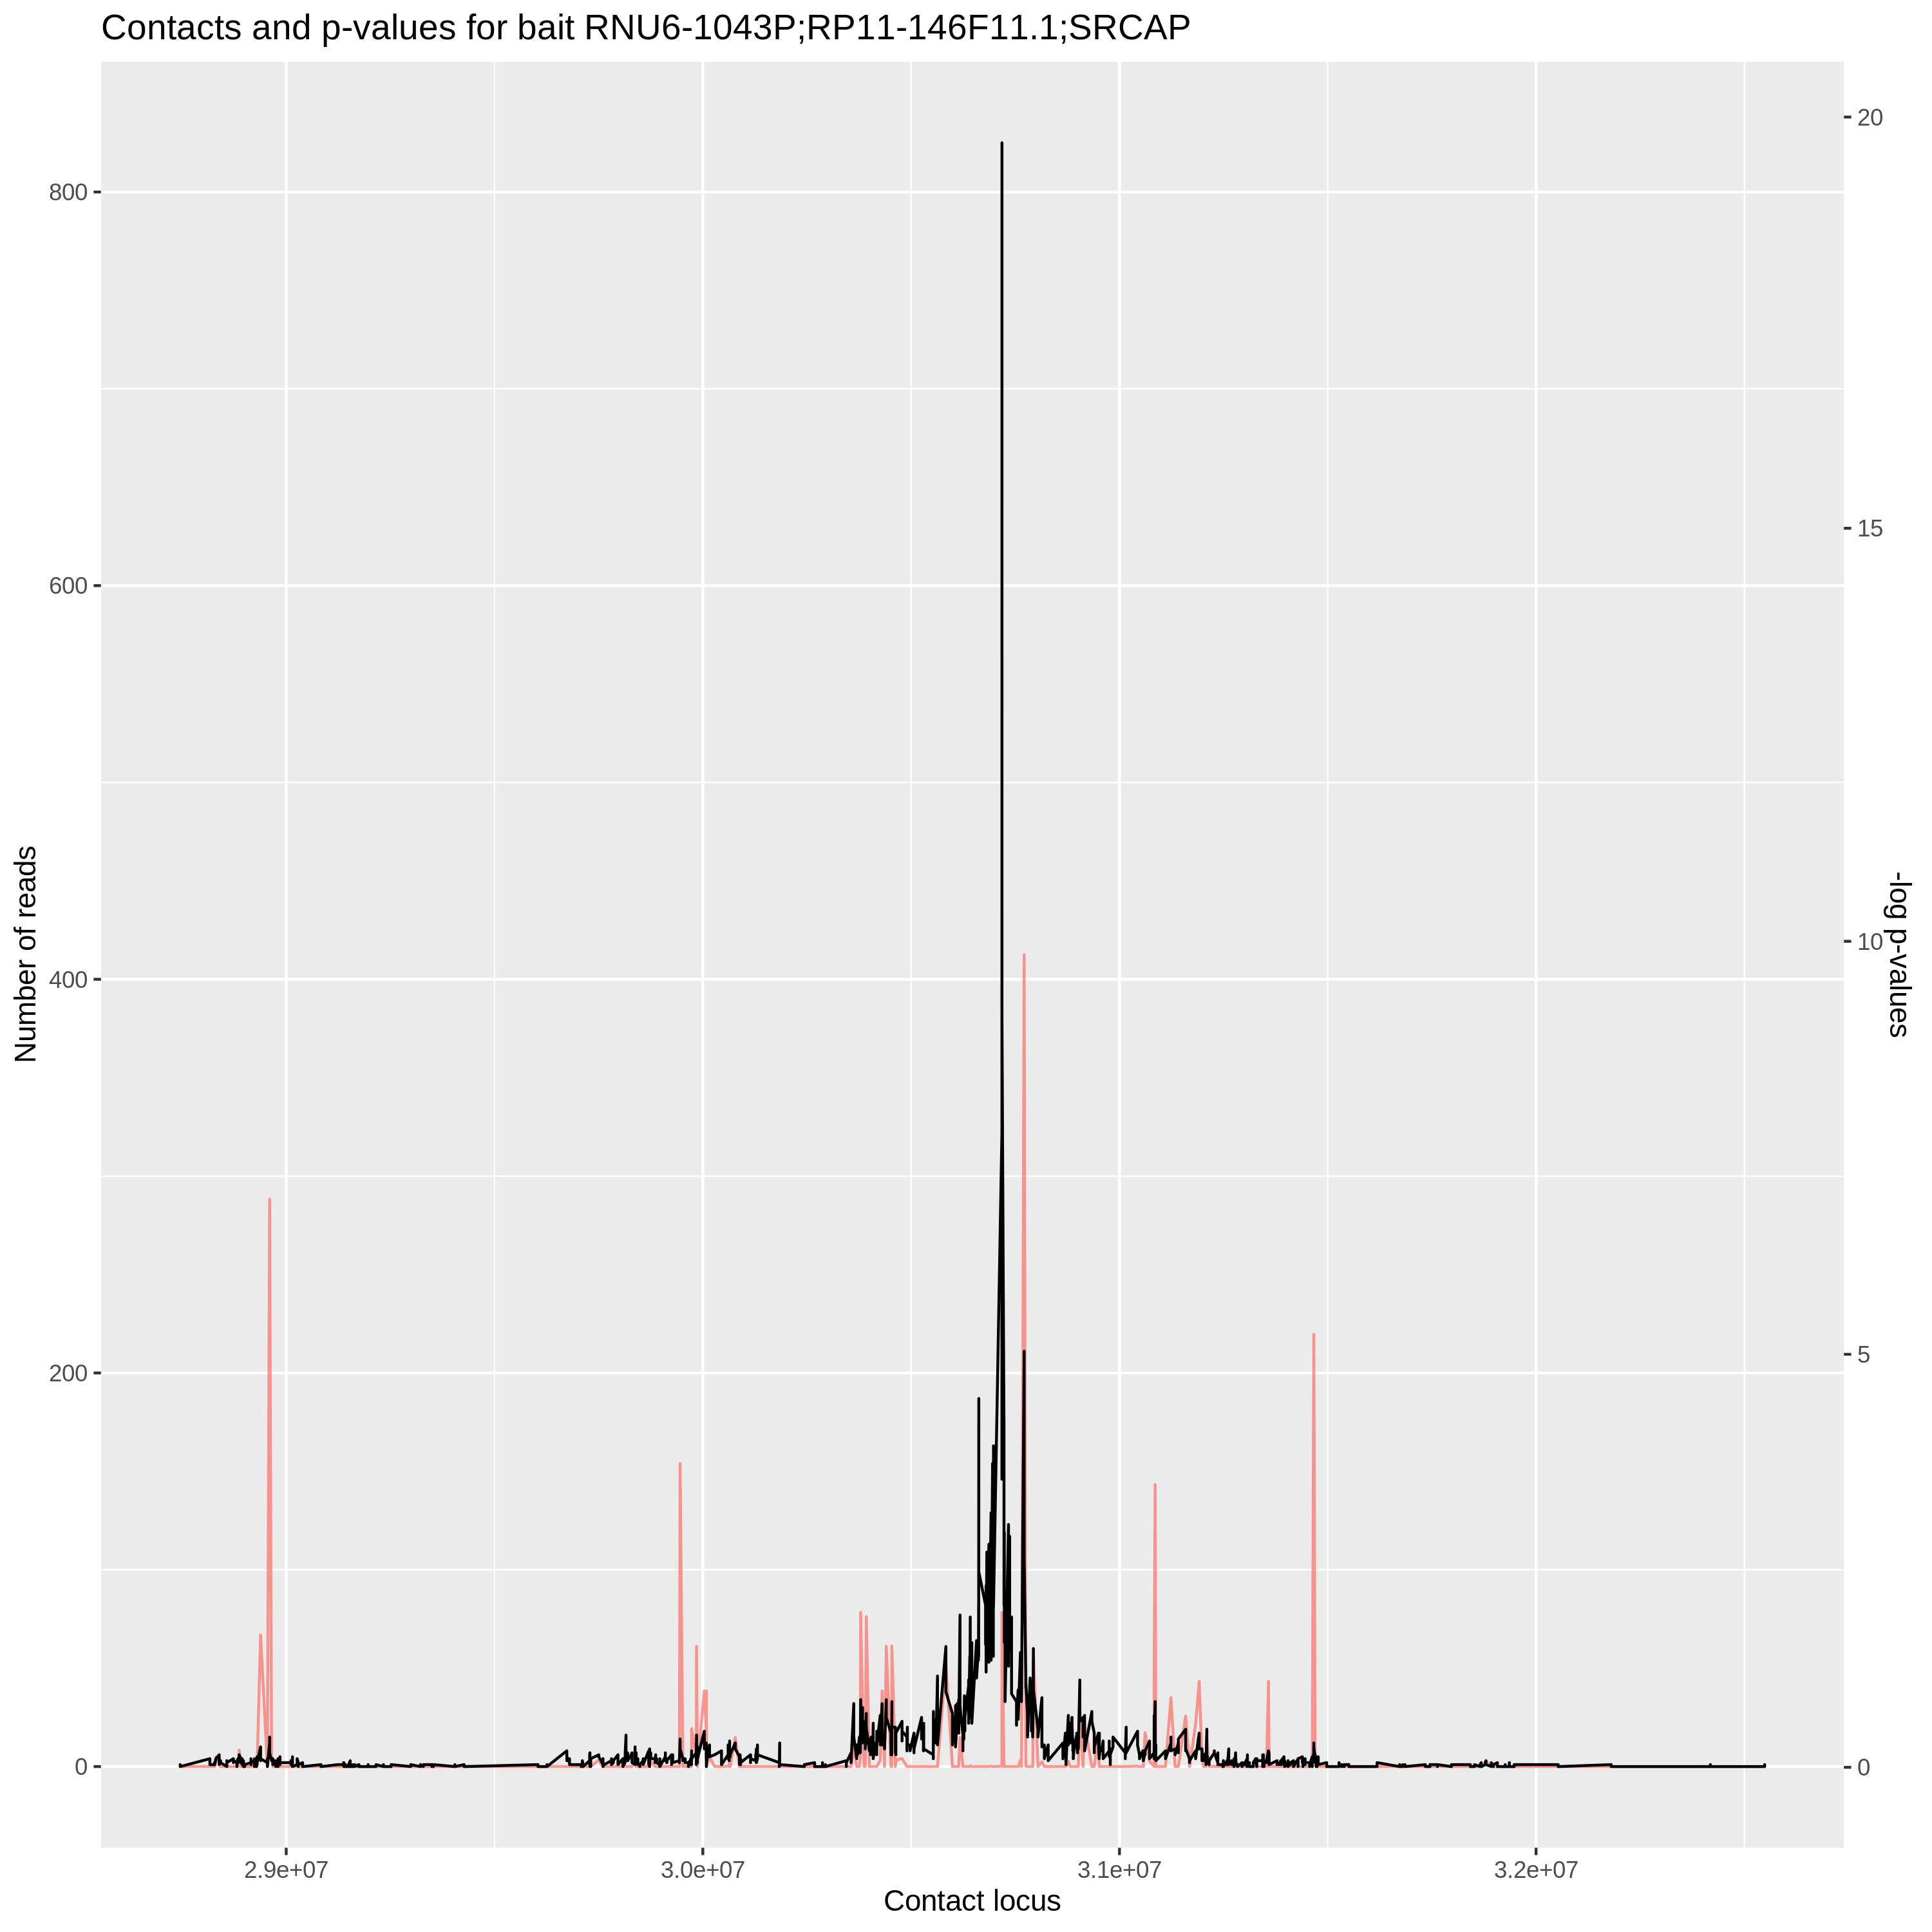 Contacts and p-values for bait RNU6-1043P;RP11-146F11.1;SRCAP
Number of reads
800
600
400
200
0
20
15
10
5
0
-log p-values
2.9e+07 3.0e+07 3.1e+07 3.2e+07
Contact locus